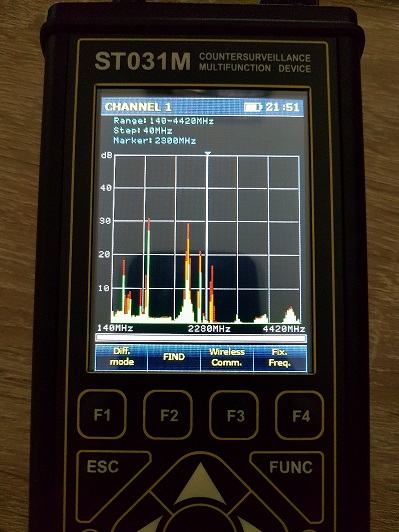 ST031M COUNTERSURVEILLANCE
MULTIFUNCTION DEVICE
CHANNEL 1 21:51
Range: 140-4420MHz
Step: 40MHz
Marker: 2300MHz
dB
40
30
20
10
140MHz 2280MHz 4420MHz
Diff. mode FIND Wireless Comm. Fix. Freq.
F1 F2 F3 F4
ESC FUNC